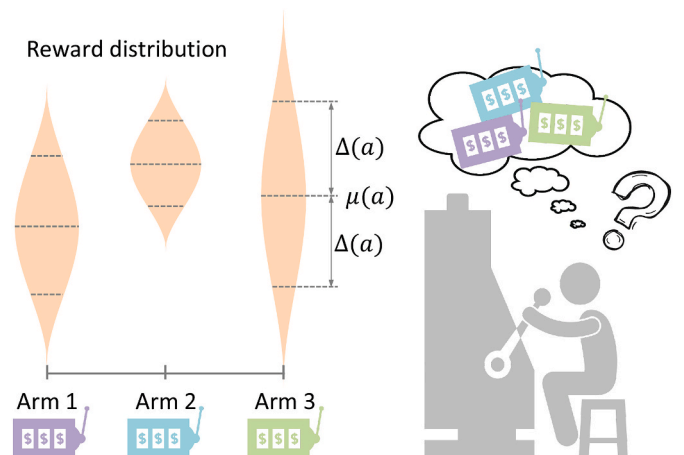 Reward distribution
Δ(a)
μ(a)
Δ(a)
$ $ $
$ $ $
$ $ $
?
Arm 1 Arm 2 Arm 3
$ $ $ $ $ $ $ $ $